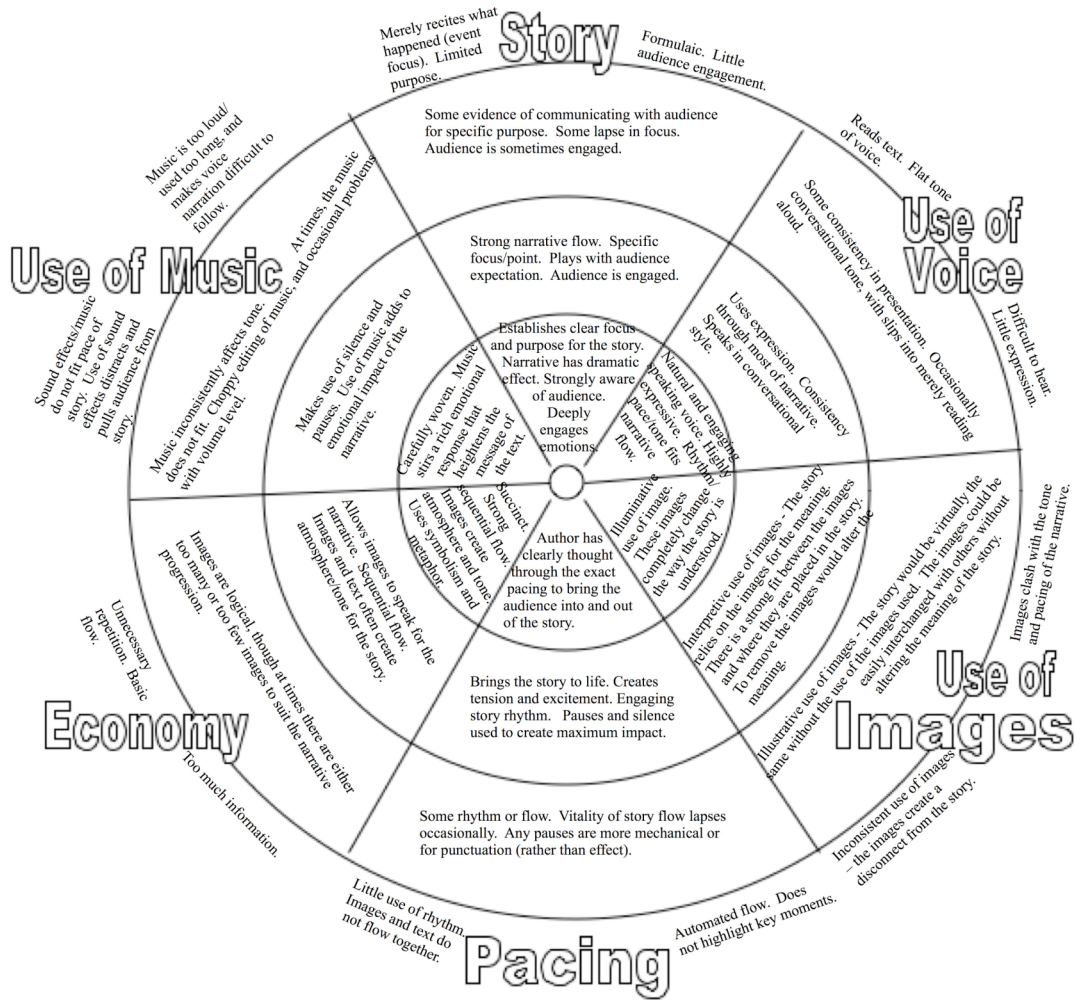 Story
Merely recites what
happened (event
focus). Limited
purpose.
Formulaic. Little
audience engagement.
Some evidence of communicating with audience
for specific purpose. Some lapse in focus.
Audience is sometimes engaged.
Strong narrative flow. Specific
focus/point. Plays with audience
expectation. Audience is engaged.
Establishes clear focus
and purpose for the story.
Narrative has dramatic
effect. Strongly aware
of audience.
Deeply
engages
emotions.
Use of
Voice
Reads text. Flat tone
of voice.
Difficult to hear.
Little expression.
Some consistency in presentation. Occasionally
conversational tone, with slips into merely reading
aloud.
Uses expression. Consistency
through most of narrative.
Speaks in conversational
style.
Natural and engaging
speaking voice. Highly
expressive. Rhythm/
pace/tone fits
narrative
flow.
Use of
Images
Images clash with the tone
and pacing of the narrative.
Inconsistent use of images
– the images create a
disconnect from the story.
Illustrative use of images - The story would be virtually the
same without the use of the images used. The images could be
easily interchanged with others without
altering the meaning of the story.
Interpretive use of images - The story
relies on the images for the meaning.
There is a strong fit between the images
and where they are placed in the story.
To remove the images would alter the
meaning.
Illuminative
use of image.
These images
completely change
the way the story is
understood.
Pacing
Automated flow. Does
not highlight key moments.
Little use of rhythm.
Images and text do
not flow together.
Some rhythm or flow. Vitality of story flow lapses
occasionally. Any pauses are more mechanical or
for punctuation (rather than effect).
Brings the story to life. Creates
tension and excitement. Engaging
story rhythm. Pauses and silence
used to create maximum impact.
Author has
clearly thought
through the exact
pacing to bring the
audience into and out
of the story.
Economy
Too much information.
Unnecessary
repetition. Basic
flow.
Images are logical, though at times there are either
too many or too few images to suit the narrative
progression.
Allows images to speak for the
narrative. Sequential flow.
Images and text often create
atmosphere/tone for the story.
Succinct.
Strong
sequential flow.
Images create
atmosphere and tone.
Uses symbolism and
metaphor.
Use of Music
Sound effects/music
do not fit pace of
story. Use of sound
effects distracts and
pulls audience from
story.
Music is too loud/
used too long, and
makes voice
narration difficult to
follow.
Music inconsistently affects tone. At times, the music
does not fit. Choppy editing of music, and occasional problems
with volume level.
Makes use of silence and
pauses. Use of music adds to
emotional impact of the
narrative.
Carefully woven. Music
stirs a rich emotional
response that
heightens the
message of
the text.